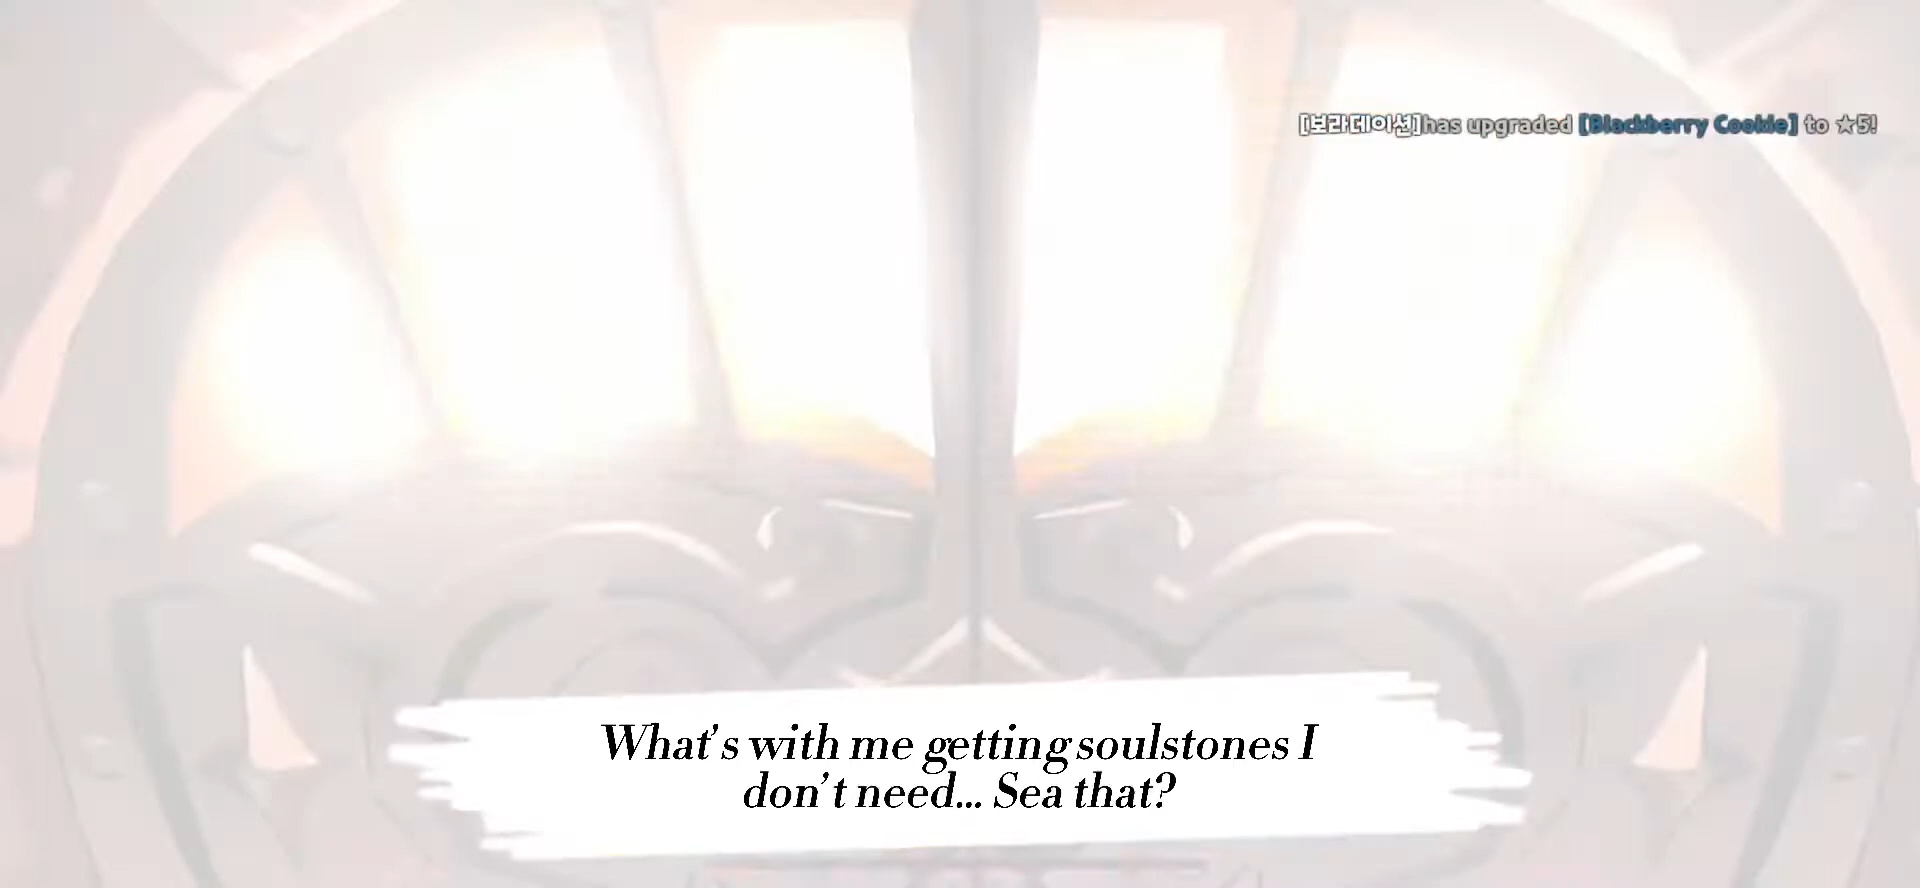 [보라데이션]has upgraded [Blackberry Cookie] to ★5!
What's with me getting soulstones I
don't need... Sea that?